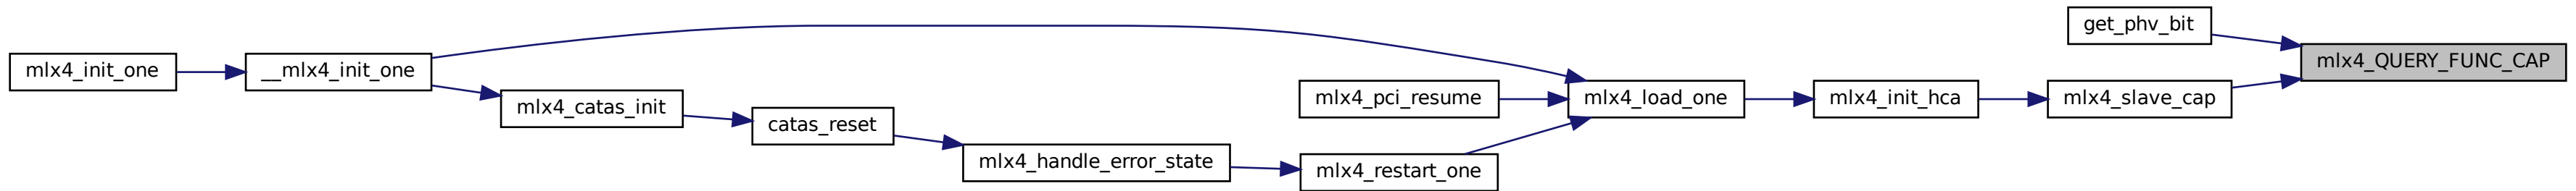 mlx4_init_one
__mlx4_init_one
mlx4_catas_init
catas_reset
mlx4_handle_error_state
mlx4_pci_resume
mlx4_restart_one
mlx4_load_one
mlx4_init_hca
get_phv_bit
mlx4_slave_cap
mlx4_QUERY_FUNC_CAP